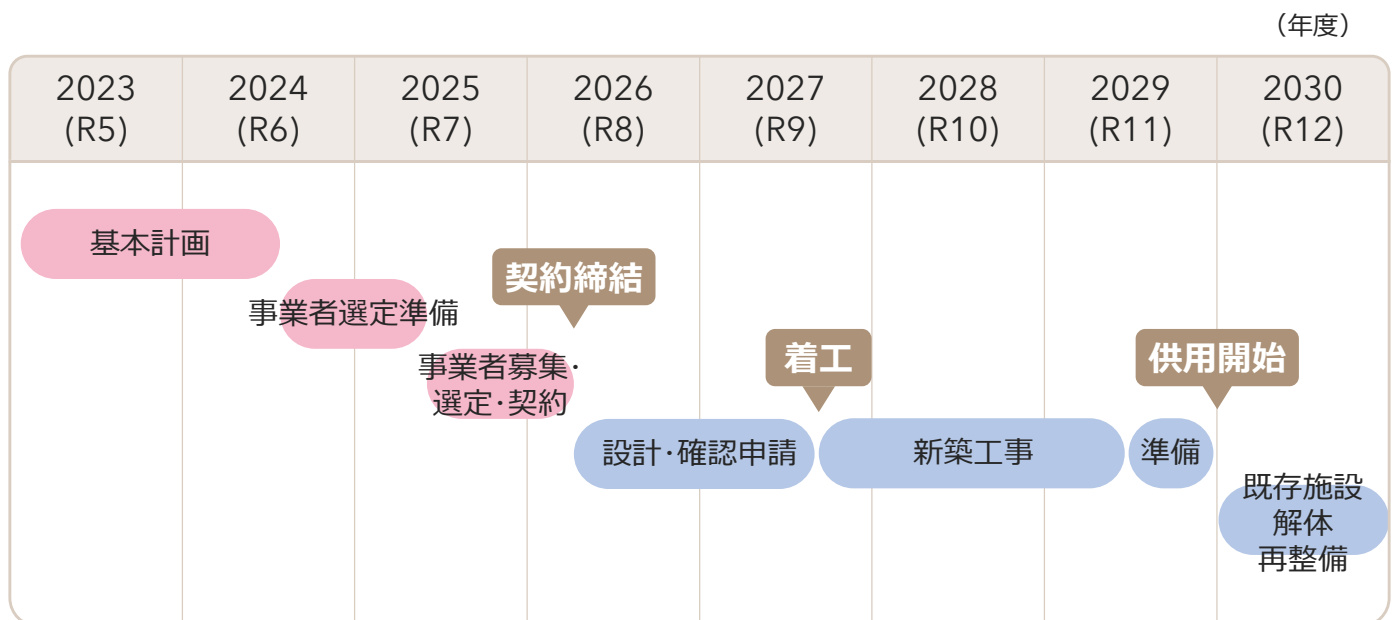 （年度）
2023 2024 2025 2026 2027 2028 2029 2030
(R5) (R6) (R7) (R8) (R9) (R10) (R11) (R12)
基本計画
契約締結
事業者選定準備
着工
供用開始
事業者募集・
選定・契約
設計・確認申請
新築工事
準備
既存施設
解体
再整備